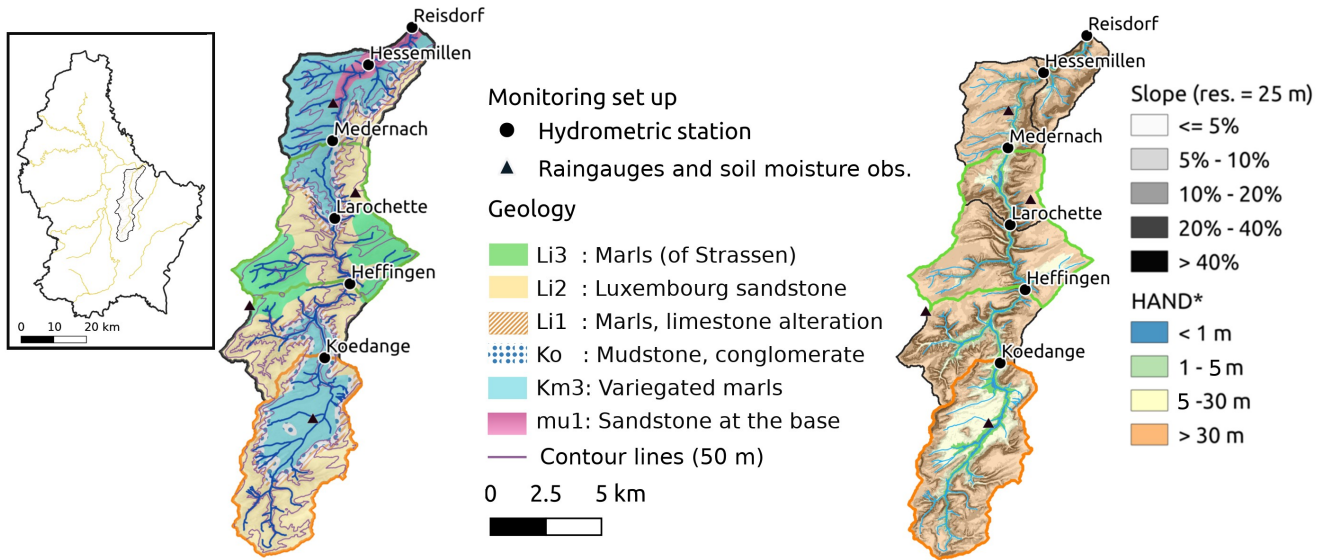 0 10 20 km
Reisdorf
Hessemillen
Medernach
Larochette
Heffingen
Koedange
Monitoring set up
Hydrometric station
Raingauges and soil moisture obs.
Geology
Li3 : Marls (of Strassen)
Li2 : Luxembourg sandstone
Li1 : Marls, limestone alteration
Ko : Mudstone, conglomerate
Km3: Variegated marls
mu1: Sandstone at the base
Contour lines (50 m)
0 2.5 5 km
Reisdorf
Hessemillen
Medernach
Larochette
Heffingen
Koedange
Slope (res. = 25 m)
<= 5%
5% - 10%
10% - 20%
20% - 40%
> 40%
HAND*
< 1 m
1 - 5 m
5 -30 m
> 30 m